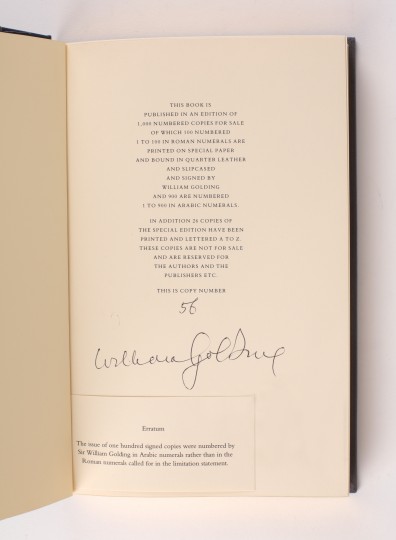 THIS BOOK IS
PUBLISHED IN AN EDITION OF
1,000 NUMBERED COPIES FOR SALE
OF WHICH 100 NUMBERED
1 TO 100 IN ROMAN NUMERALS ARE
PRINTED ON SPECIAL PAPER
AND BOUND IN QUARTER LEATHER
AND SLIPCASED
AND SIGNED BY
WILLIAM GOLDING
AND 900 ARE NUMBERED
1 TO 900 IN ARABIC NUMERALS.
IN ADDITION 26 COPIES OF
THE SPECIAL EDITION HAVE BEEN
PRINTED AND LETTERED A TO Z.
THESE COPIES ARE NOT FOR SALE
AND ARE RESERVED FOR
THE AUTHORS AND THE
PUBLISHERS ETC.
THIS IS COPY NUMBER
56
William Golding
Erratum
The issue of one hundred signed copies were numbered by
Sir William Golding in Arabic numerals rather than in the
Roman numerals called for in the limitation statement.